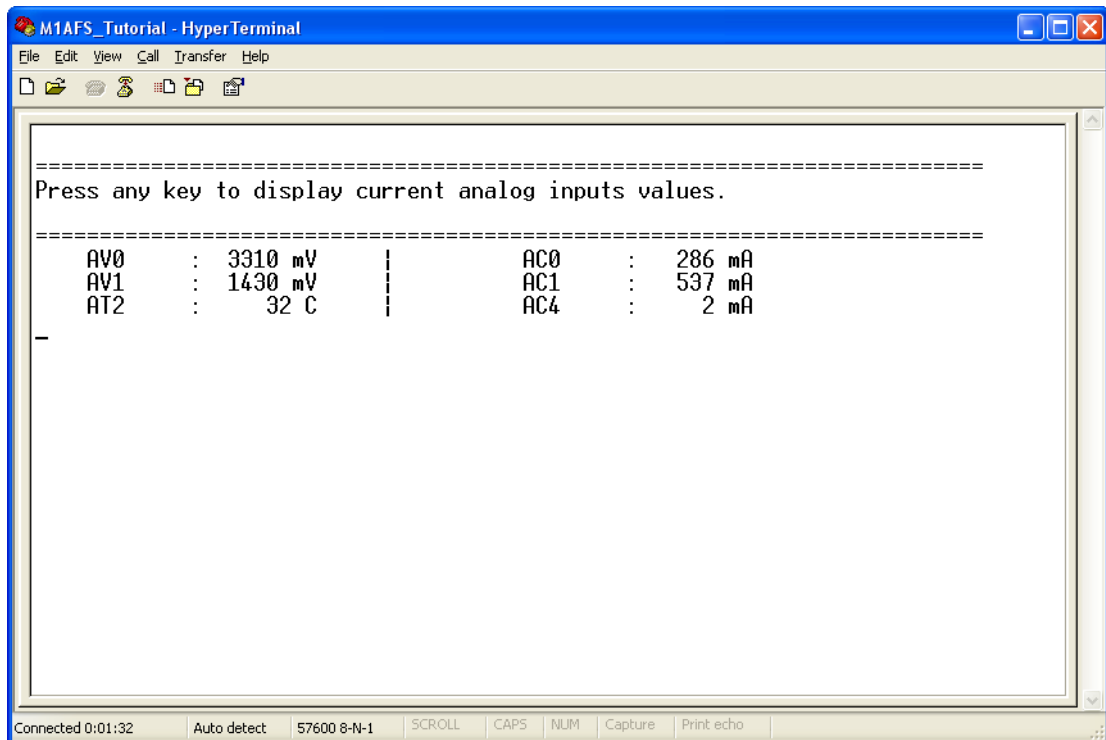 M1AFS_Tutorial - HyperTerminal
File Edit View Call Transfer Help
==========================================================================
Press any key to display current analog inputs values.
==========================================================================
AV0 : 3310 mV | AC0 : 286 mA
AV1 : 1430 mV | AC1 : 537 mA
AT2 : 32 C | AC4 : 2 mA
_
Connected 0:01:32 Auto detect 57600 8-N-1 SCROLL CAPS NUM Capture Print echo